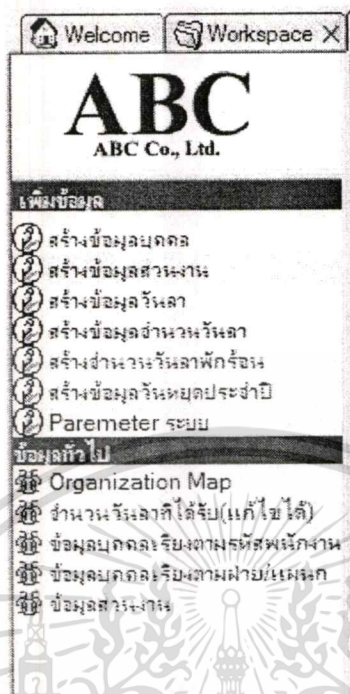 Welcome Workspace
ABC
ABC Co., Ltd.
เพิ่มข้อมูล
สร้างข้อมูลบุคคล
สร้างข้อมูลส่วนงาน
สร้างข้อมูลวันลา
สร้างข้อมูลจำนวนวันลา
สร้างจำนวนวันลาพักร้อน
สร้างข้อมูลวันหยุดประจำปี
Paremeter ระบบ
ข้อมูลทั่วไป
Organization Map
จำนวนวันลาที่ได้รับ(แก้ไขได้)
ข้อมูลบุคคลเรียงตามรหัสพนักงาน
ข้อมูลบุคคลเรียงตามฝ่าย/แผนก
ข้อมูลส่วนงาน